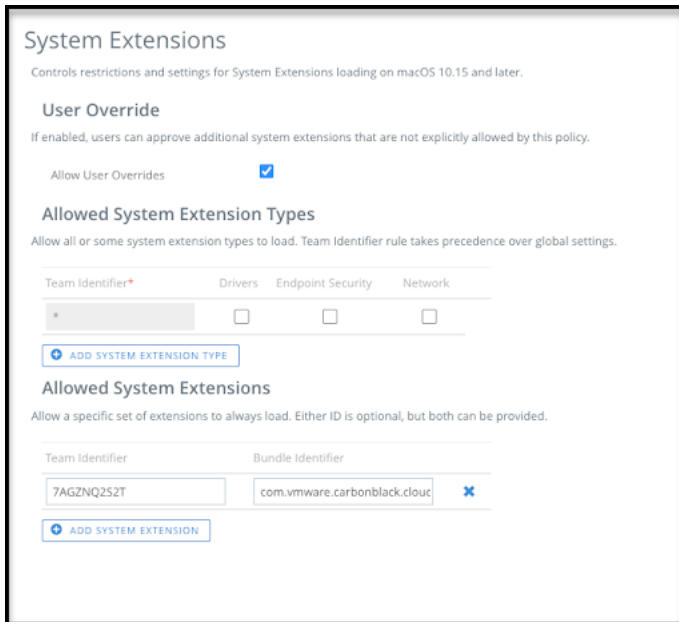 System Extensions
Controls restrictions and settings for System Extensions loading on macOS 10.15 and later.
User Override
If enabled, users can approve additional system extensions that are not explicitly allowed by this policy.
Allow User Overrides
Allowed System Extension Types
Allow all or some system extension types to load. Team Identifier rule takes precedence over global settings.
Team Identifier* Drivers Endpoint Security Network
*
ADD SYSTEM EXTENSION TYPE
Allowed System Extensions
Allow a specific set of extensions to always load. Either ID is optional, but both can be provided.
Team Identifier Bundle Identifier
7AGZNQ2S2T com.vmware.carbonblack.clouc
ADD SYSTEM EXTENSION